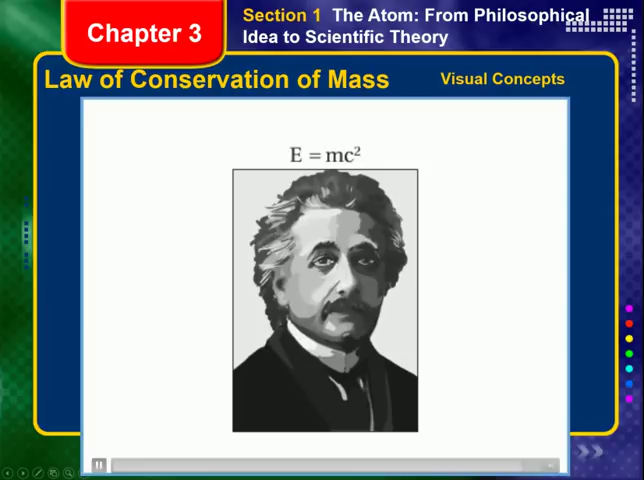 Chapter 3
Section 1 The Atom: From Philosophical
Idea to Scientific Theory
Law of Conservation of Mass
Visual Concepts
E = mc²